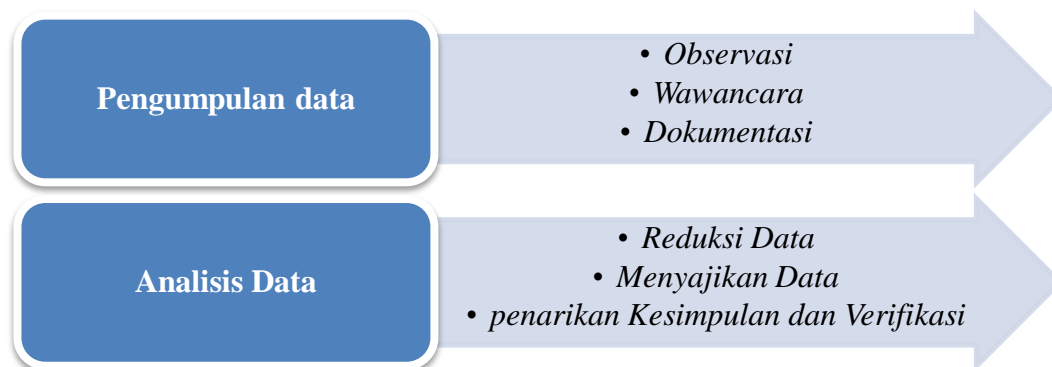 Pengumpulan data
• Observasi
• Wawancara
• Dokumentasi
Analisis Data
• Reduksi Data
• Menyajikan Data
• penarikan Kesimpulan dan Verifikasi